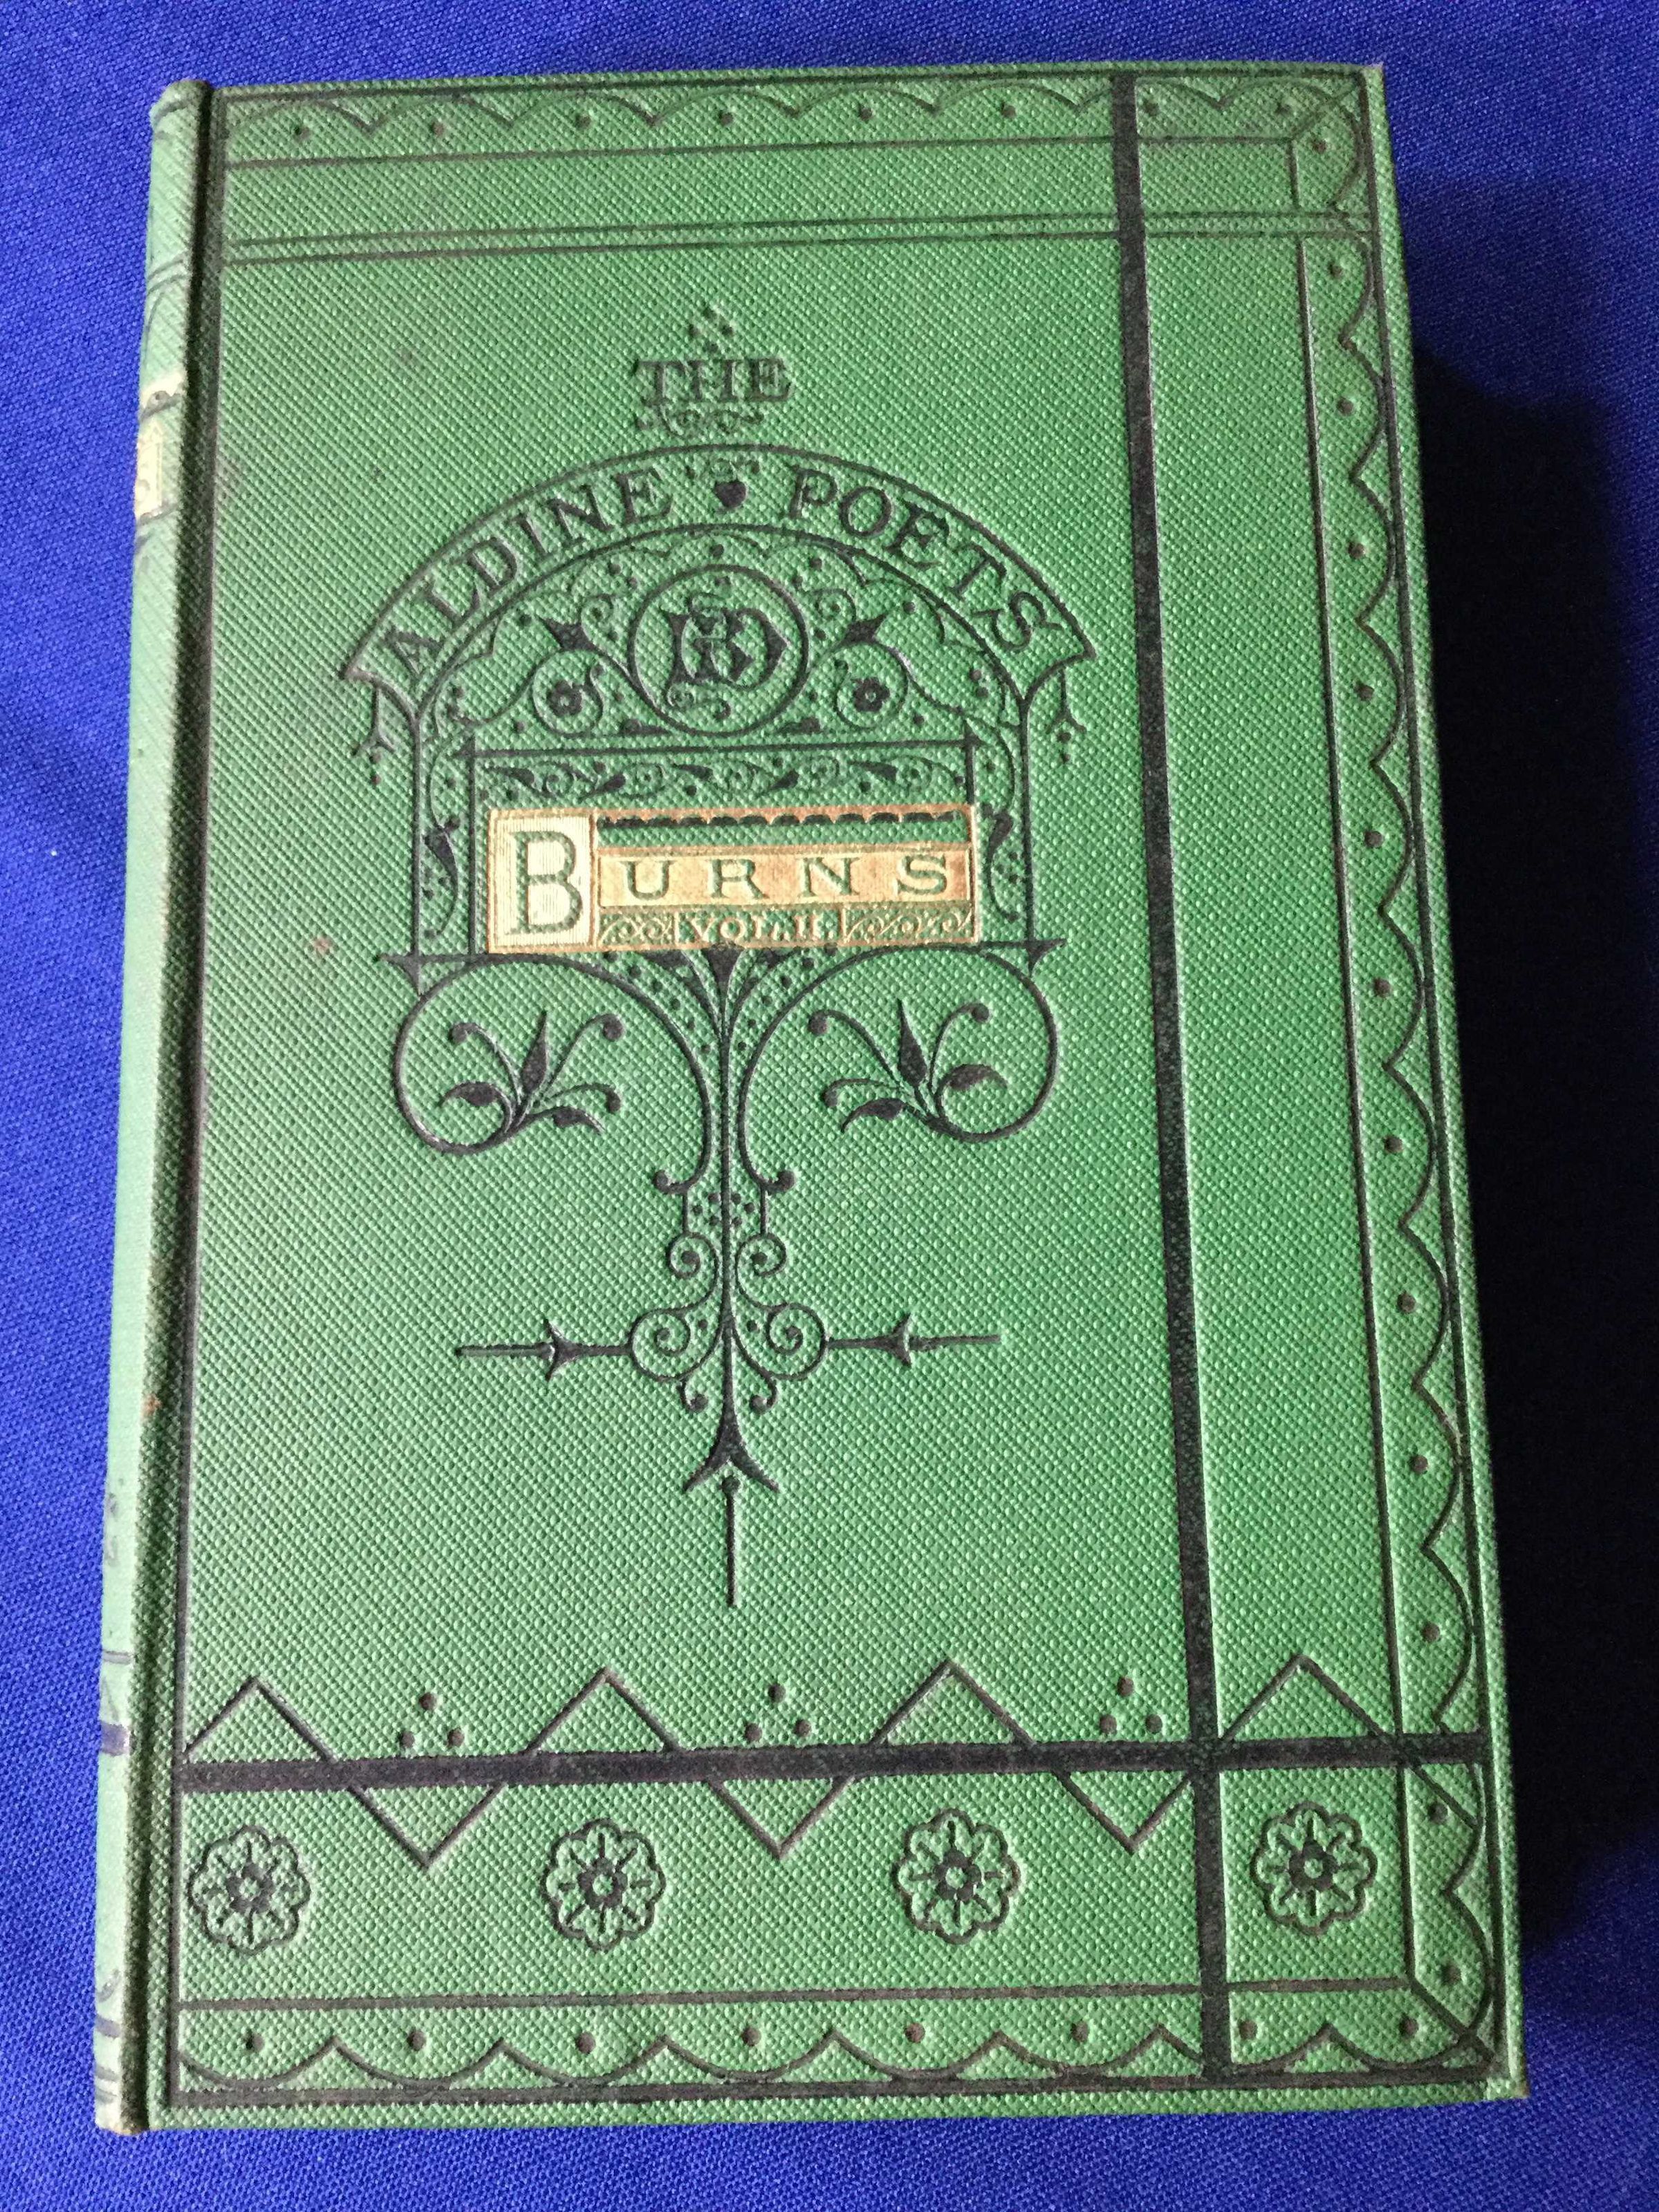 THE
ALDINE POETS
BURNS
VOL. II.